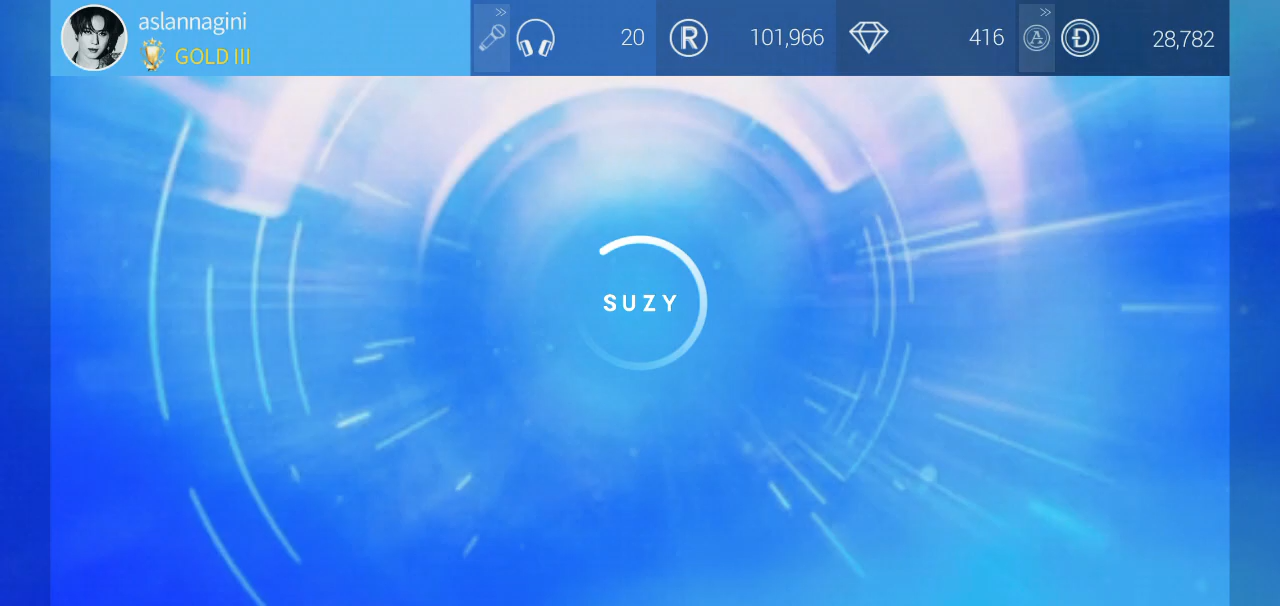 aslannagini
GOLD III
20
R
101,966
416
A
Đ
28,782
SUZY